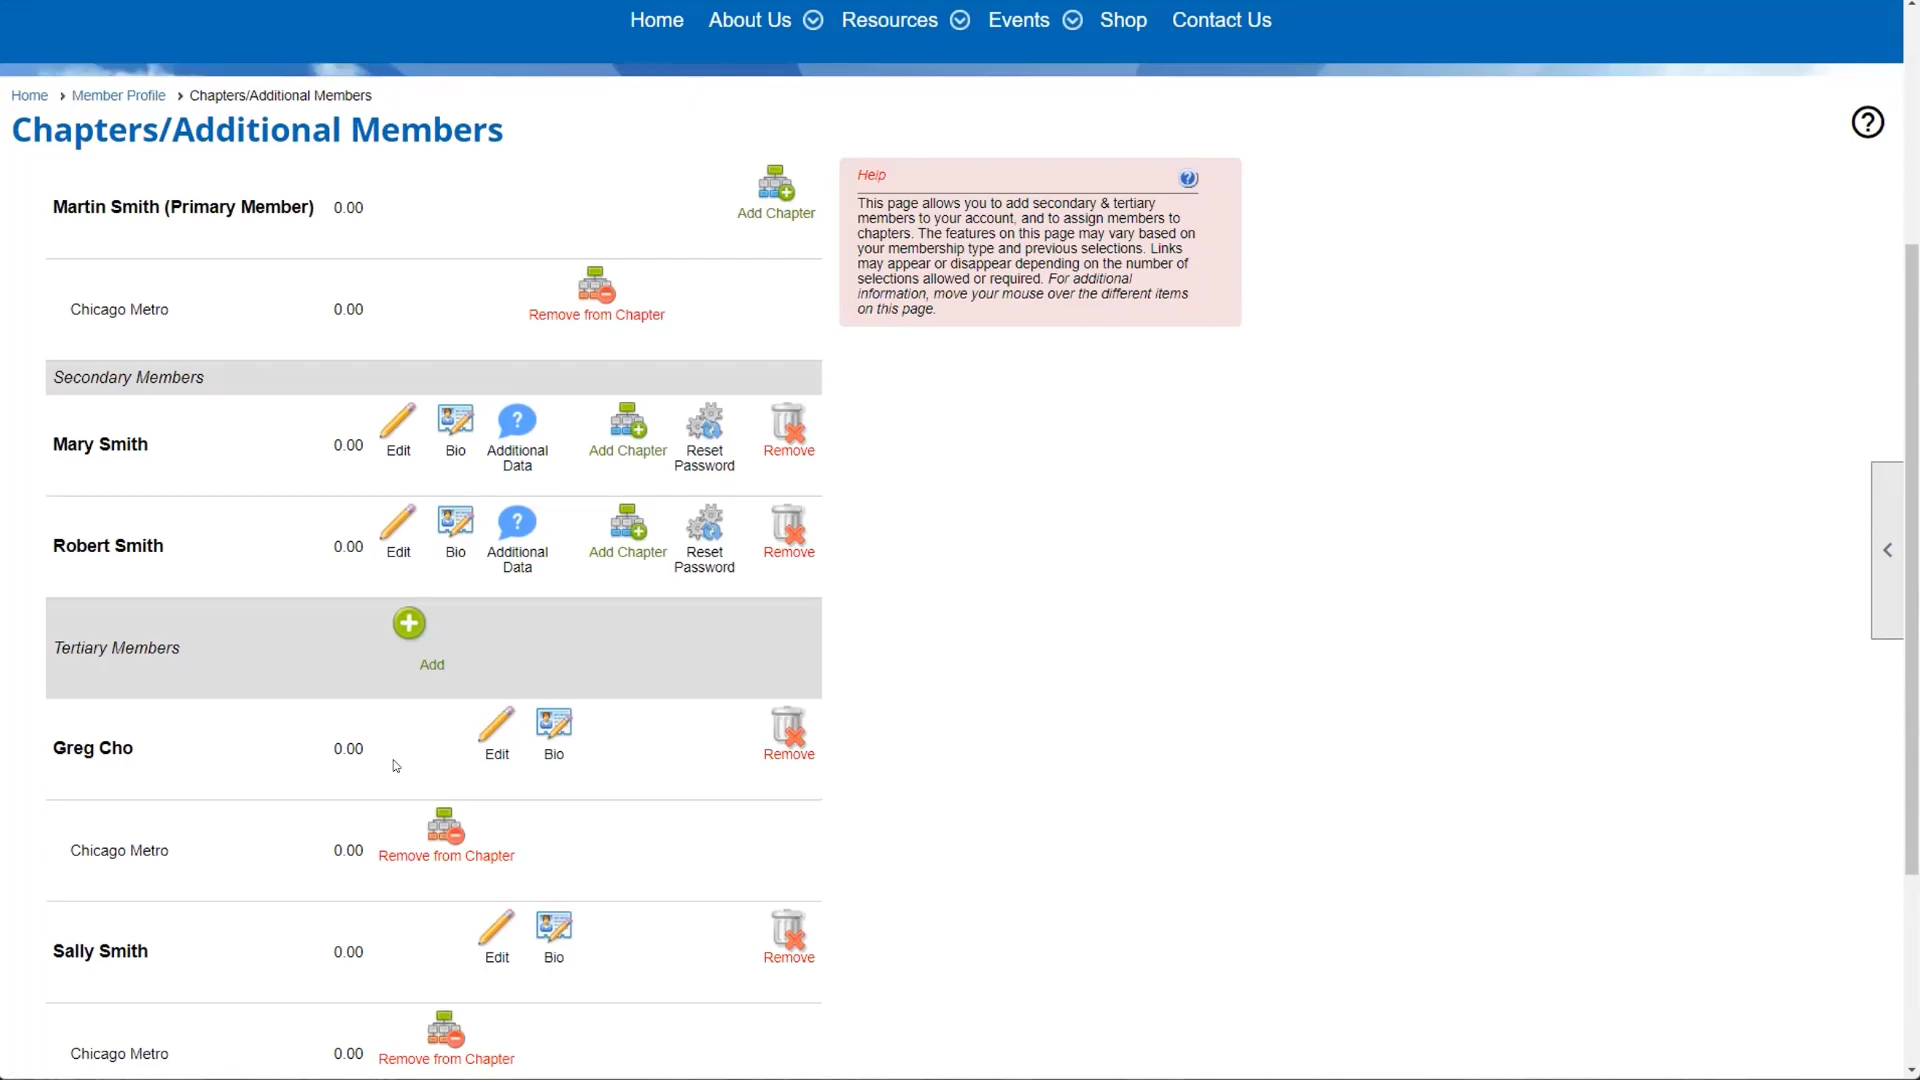 Home About Us Resources Events Shop Contact Us
Home › Member Profile › Chapters/Additional Members
Chapters/Additional Members
Martin Smith (Primary Member) 0.00 Add Chapter
Chicago Metro 0.00 Remove from Chapter
Secondary Members
Mary Smith 0.00 Edit Bio Additional Data Add Chapter Reset Password Remove
Robert Smith 0.00 Edit Bio Additional Data Add Chapter Reset Password Remove
Tertiary Members
Add
Greg Cho 0.00 Edit Bio Remove
Chicago Metro 0.00 Remove from Chapter
Sally Smith 0.00 Edit Bio Remove
Chicago Metro 0.00 Remove from Chapter
Help
This page allows you to add secondary & tertiary
members to your account, and to assign members to
chapters. The features on this page may vary based on
your membership type and previous selections. Links
may appear or disappear depending on the number of
selections allowed or required. For additional
information, move your mouse over the different items
on this page.